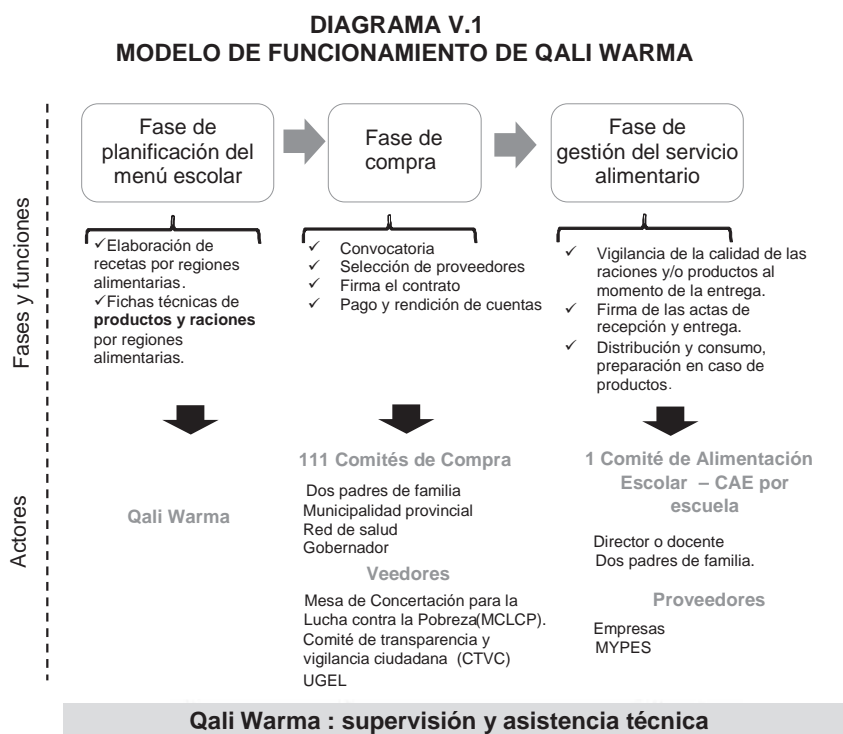 DIAGRAMA V.1
MODELO DE FUNCIONAMIENTO DE QALI WARMA
Fases y funciones
Fase de
planificación del
menú escolar
✓Elaboración de
recetas por regiones
alimentarias.
✓Fichas técnicas de
productos y raciones
por regiones
alimentarias.
Fase de
compra
✓ Convocatoria
✓ Selección de proveedores
✓ Firma el contrato
✓ Pago y rendición de cuentas
Fase de
gestión del servicio
alimentario
✓ Vigilancia de la calidad de las
raciones y/o productos al
momento de la entrega.
✓ Firma de las actas de
recepción y entrega.
✓ Distribución y consumo,
preparación en caso de
productos.
Actores
Qali Warma
111 Comités de Compra
Dos padres de familia
Municipalidad provincial
Red de salud
Gobernador
Veedores
Mesa de Concertación para la
Lucha contra la Pobreza(MCLCP).
Comité de transparencia y
vigilancia ciudadana (CTVC)
UGEL
1 Comité de Alimentación
Escolar – CAE por
escuela
Director o docente
Dos padres de familia.
Proveedores
Empresas
MYPES
Qali Warma : supervisión y asistencia técnica